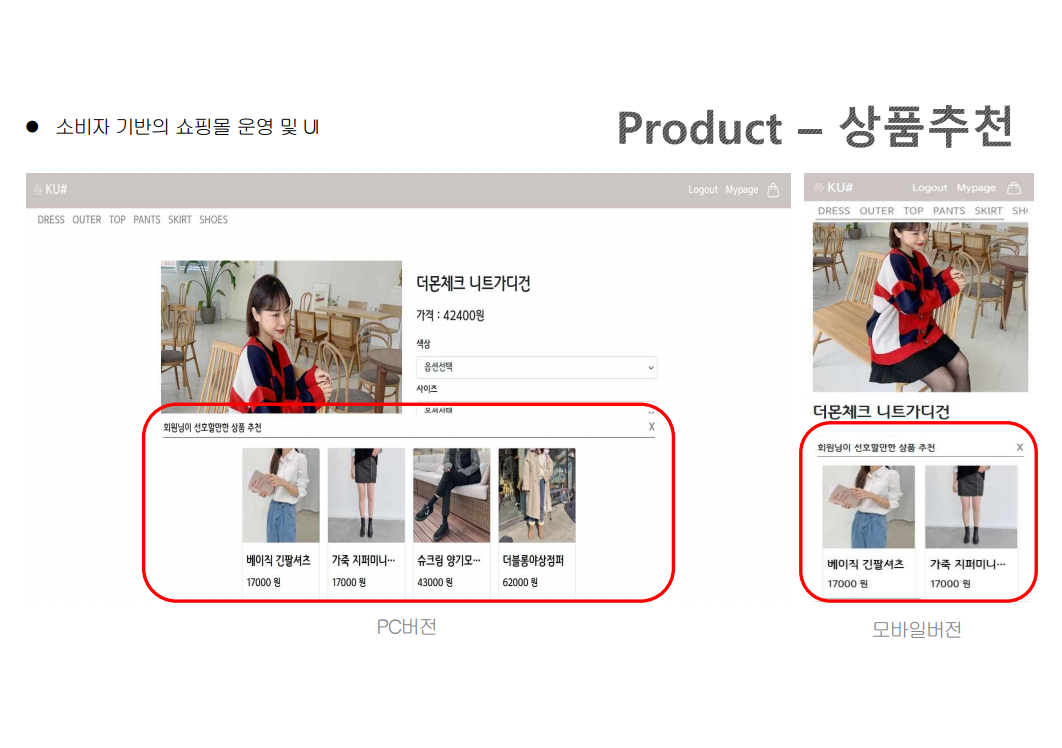 ● 소비자 기반의 쇼핑몰 운영 및 UI
Product – 상품추천
KU#
Logout Mypage
DRESS OUTER TOP PANTS SKIRT SHOES
더몬체크 니트가디건
가격 : 42400원
색상
옵션선택
사이즈
옵션선택
회원님이 선호할만한 상품 추천 X
베이직 긴팔셔츠
17000 원
가죽 지퍼미니…
17000 원
슈크림 양기모…
43000 원
더블롱야상점퍼
62000 원
PC버전
KU#
Logout Mypage
DRESS OUTER TOP PANTS SKIRT SH
더몬체크 니트가디건
회원님이 선호할만한 상품 추천 X
베이직 긴팔셔츠
17000 원
가죽 지퍼미니…
17000 원
모바일버전